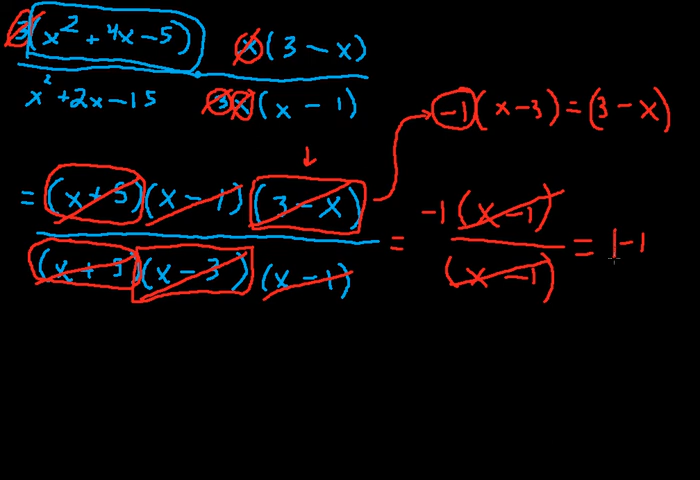 3(x² + 4x - 5) x(3 - x)
x² + 2x - 15 3x(x - 1)
-1(x - 3) = (3 - x)
= (x + 5)(x - 1)(3 - x)
(x + 5)(x - 3)(x - 1)
= -1(x - 1)
(x - 1)
= |-1